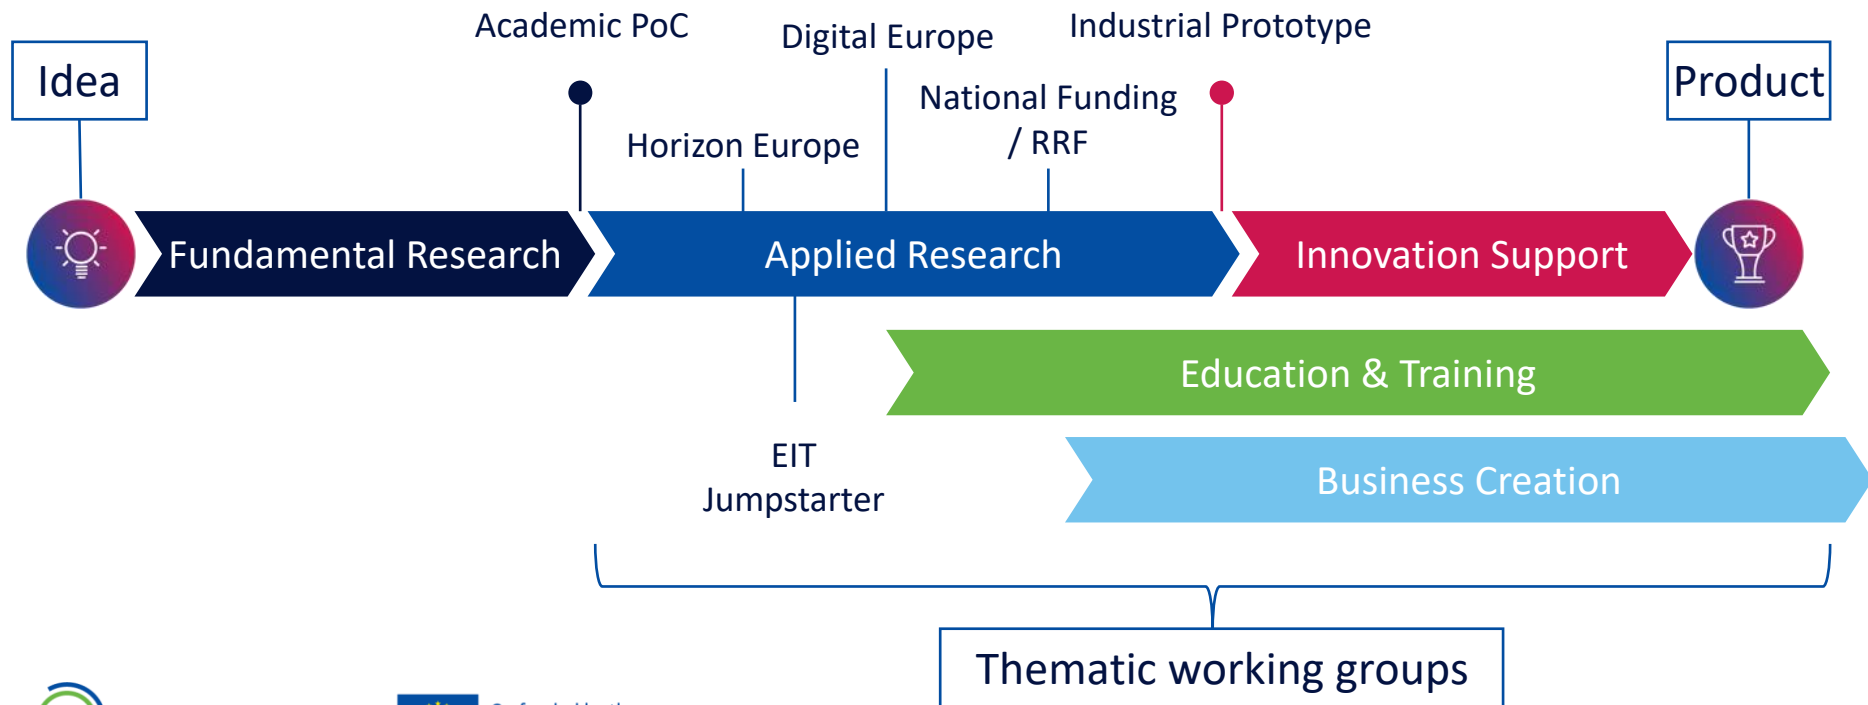 Academic PoC
Digital Europe
Industrial Prototype
Idea
Product
National Funding
/ RRF
Horizon Europe
Fundamental Research
Applied Research
Innovation Support
Education & Training
EIT
Jumpstarter
Business Creation
Thematic working groups